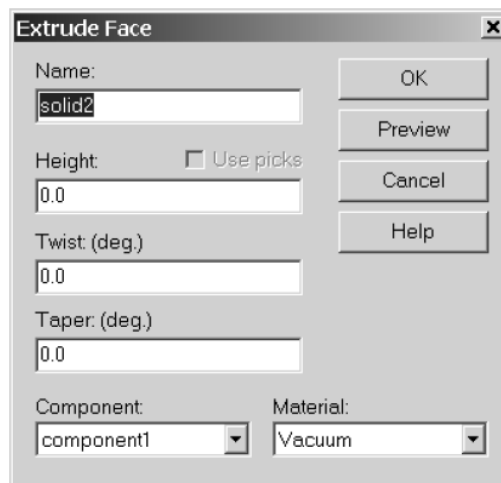 Extrude Face
Name:
solid2
Height:
Use picks
0.0
Twist: (deg.)
0.0
Taper: (deg.)
0.0
Component:
Material:
component1
Vacuum
OK
Preview
Cancel
Help